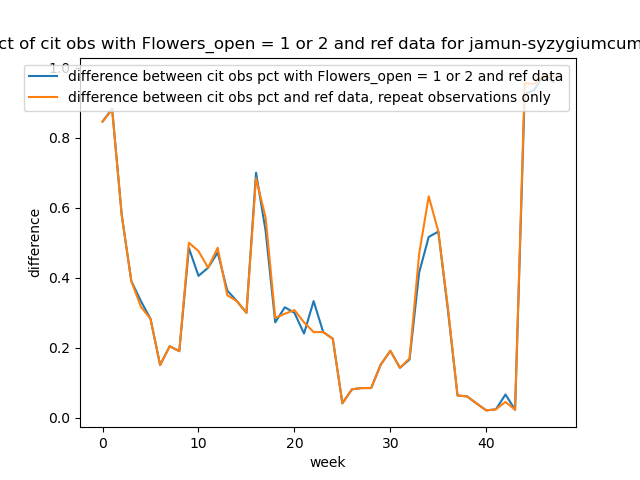 ct of cit obs with Flowers_open = 1 or 2 and ref data for jamun-syzygiumcum
difference between cit obs pct with Flowers_open = 1 or 2 and ref data
difference between cit obs pct and ref data, repeat observations only
1.0
0.8
0.6
0.4
0.2
0.0
difference
0 10 20 30 40
week